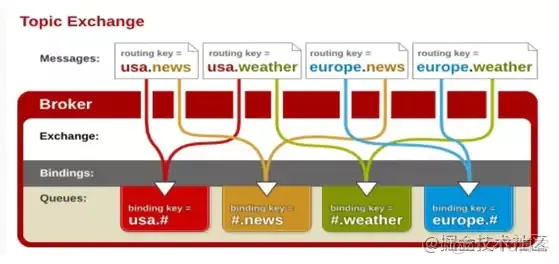 Topic Exchange
Messages:
routing key =
usa.news
routing key =
usa.weather
routing key =
europe.news
routing key =
europe.weather
Broker
Exchange:
Bindings:
Queues:
binding key =
usa.#
binding key =
#.news
binding key =
#.weather
binding key =
europe.#
@掘金技术社区